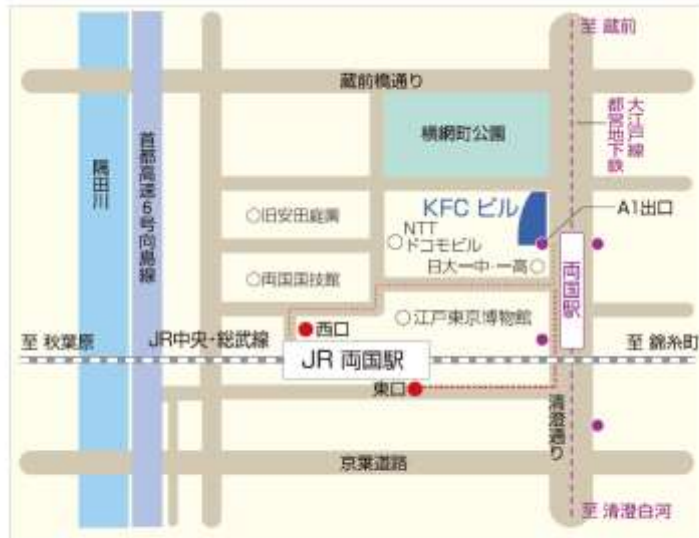 至 蔵前
蔵前橋通り
大江戸線
都営地下鉄
横網町公園
隅田川
首都高速6号向島線
KFC ビル
A1出口
旧安田庭園
NTT
ドコモビル
日大一中・一高
両国国技館
両国駅
江戸東京博物館
西口
至 秋葉原
JR中央・総武線
JR 両国駅
至 錦糸町
東口
清澄通り
京葉道路
至 清澄白河